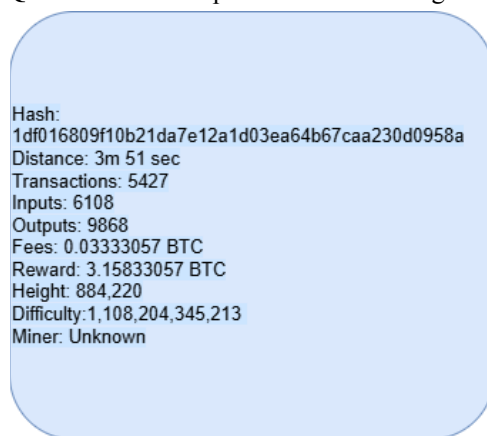 Hash:
1df016809f10b21da7e12a1d03ea64b67caa230d0958a
Distance: 3m 51 sec
Transactions: 5427
Inputs: 6108
Outputs: 9868
Fees: 0.03333057 BTC
Reward: 3.15833057 BTC
Height: 884,220
Difficulty:1,108,204,345,213
Miner: Unknown